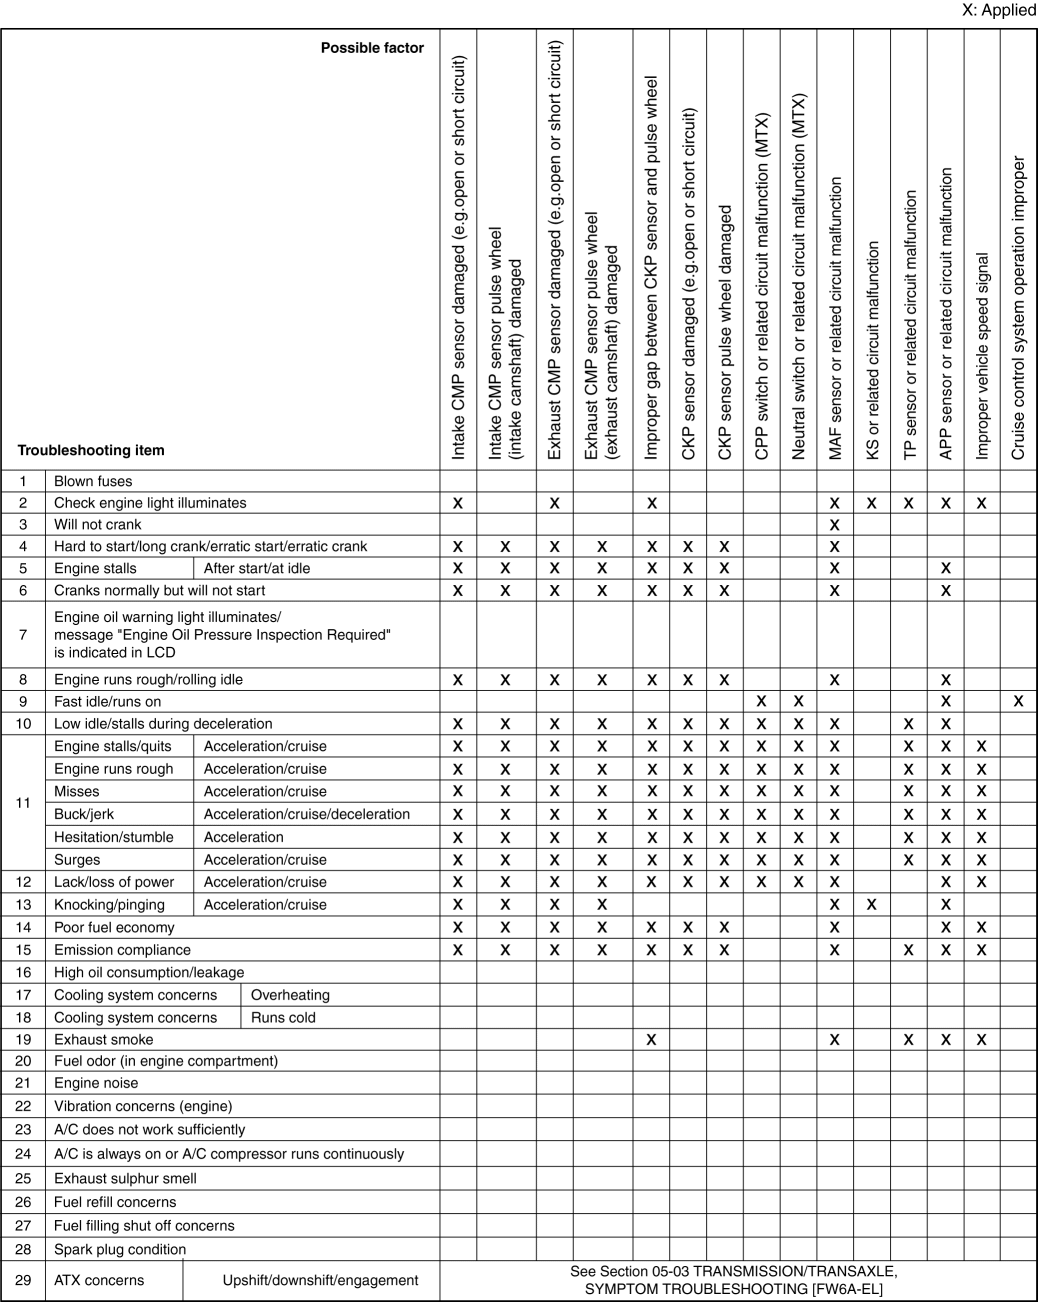 X: Applied
Possible factor
Troubleshooting item
Intake CMP sensor damaged (e.g.open or short circuit)
Intake CMP sensor pulse wheel
(intake camshaft) damaged
Exhaust CMP sensor damaged (e.g.open or short circuit)
Exhaust CMP sensor pulse wheel
(exhaust camshaft) damaged
Improper gap between CKP sensor and pulse wheel
CKP sensor damaged (e.g.open or short circuit)
CKP sensor pulse wheel damaged
CPP switch or related circuit malfunction (MTX)
Neutral switch or related circuit malfunction (MTX)
MAF sensor or related circuit malfunction
KS or related circuit malfunction
TP sensor or related circuit malfunction
APP sensor or related circuit malfunction
Improper vehicle speed signal
Cruise control system operation improper
1 Blown fuses
2 Check engine light illuminates X X X X X X X X
3 Will not crank X
4 Hard to start/long crank/erratic start/erratic crank X X X X X X X X
5 Engine stalls After start/at idle X X X X X X X X X
6 Cranks normally but will not start X X X X X X X X X
7 Engine oil warning light illuminates/
message "Engine Oil Pressure Inspection Required"
is indicated in LCD
8 Engine runs rough/rolling idle X X X X X X X X X
9 Fast idle/runs on X X X X
10 Low idle/stalls during deceleration X X X X X X X X X X X X
11 Engine stalls/quits Acceleration/cruise X X X X X X X X X X X X X
Engine runs rough Acceleration/cruise X X X X X X X X X X X X X
Misses Acceleration/cruise X X X X X X X X X X X X X
Buck/jerk Acceleration/cruise/deceleration X X X X X X X X X X X X X
Hesitation/stumble Acceleration X X X X X X X X X X X X X
Surges Acceleration/cruise X X X X X X X X X X X X X
12 Lack/loss of power Acceleration/cruise X X X X X X X X X X X X
13 Knocking/pinging Acceleration/cruise X X X X X X X
14 Poor fuel economy X X X X X X X X X X
15 Emission compliance X X X X X X X X X X X
16 High oil consumption/leakage
17 Cooling system concerns Overheating
18 Cooling system concerns Runs cold
19 Exhaust smoke X X X X X
20 Fuel odor (in engine compartment)
21 Engine noise
22 Vibration concerns (engine)
23 A/C does not work sufficiently
24 A/C is always on or A/C compressor runs continuously
25 Exhaust sulphur smell
26 Fuel refill concerns
27 Fuel filling shut off concerns
28 Spark plug condition
29 ATX concerns Upshift/downshift/engagement See Section 05-03 TRANSMISSION/TRANSAXLE,
SYMPTOM TROUBLESHOOTING [FW6A-EL]